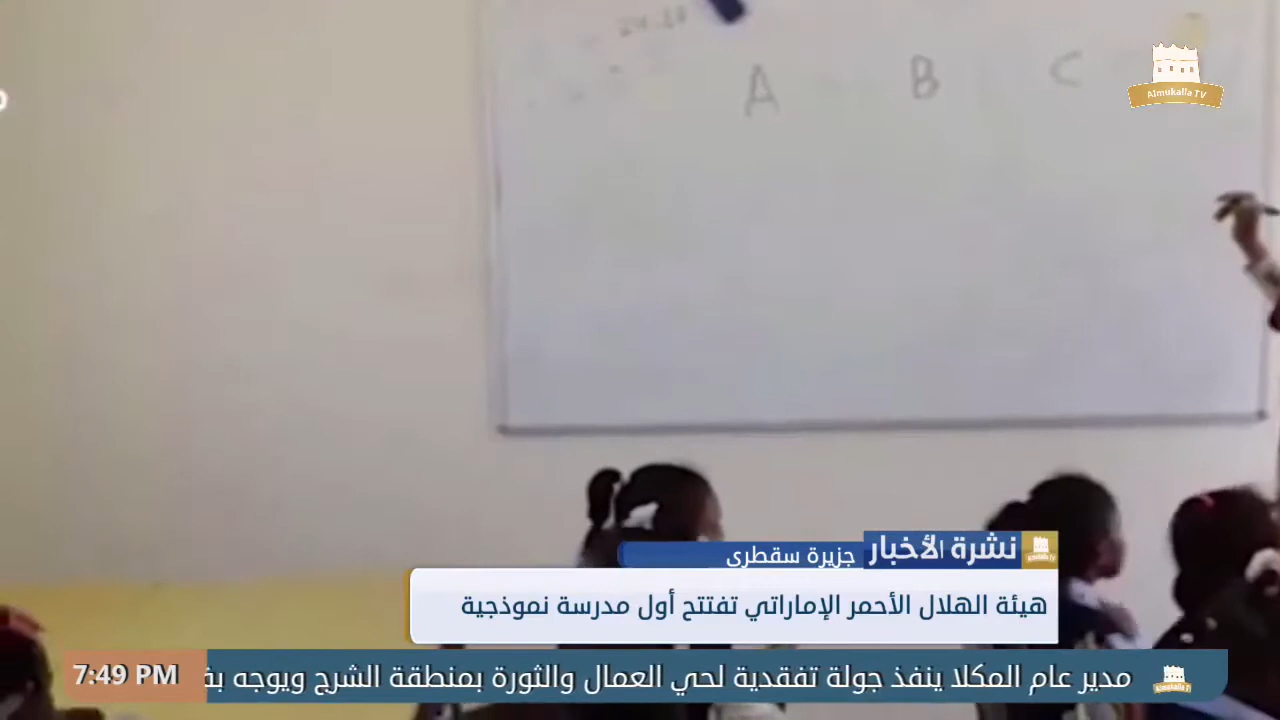 A B C
Almukalla TV
نشرة الأخبار
جزيرة سقطرى
هيئة الهلال الأحمر الإماراتي تفتتح أول مدرسة نموذجية
مدير عام المكلا ينفذ جولة تفقدية لحي العمال والثورة بمنطقة الشرج ويوجه
7:49 PM